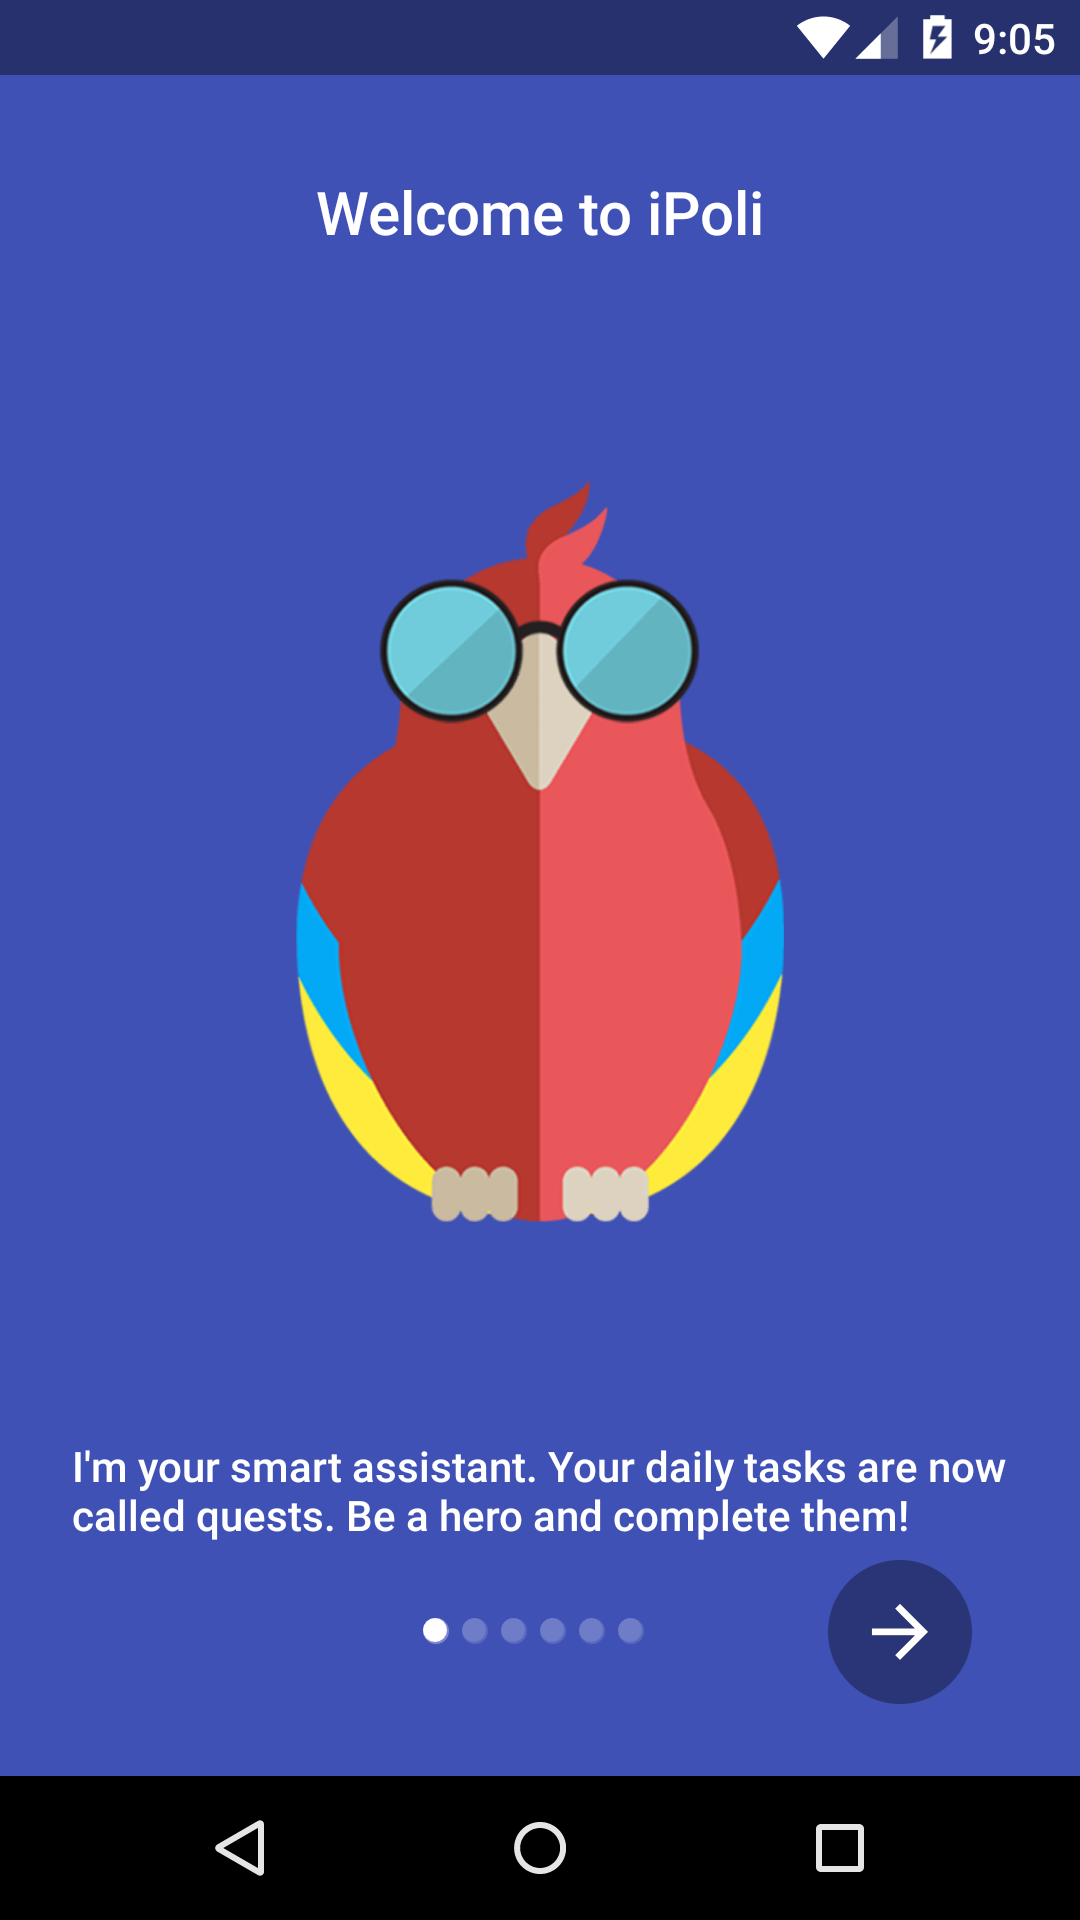 9:05
Welcome to iPoli
I'm your smart assistant. Your daily tasks are now
called quests. Be a hero and complete them!